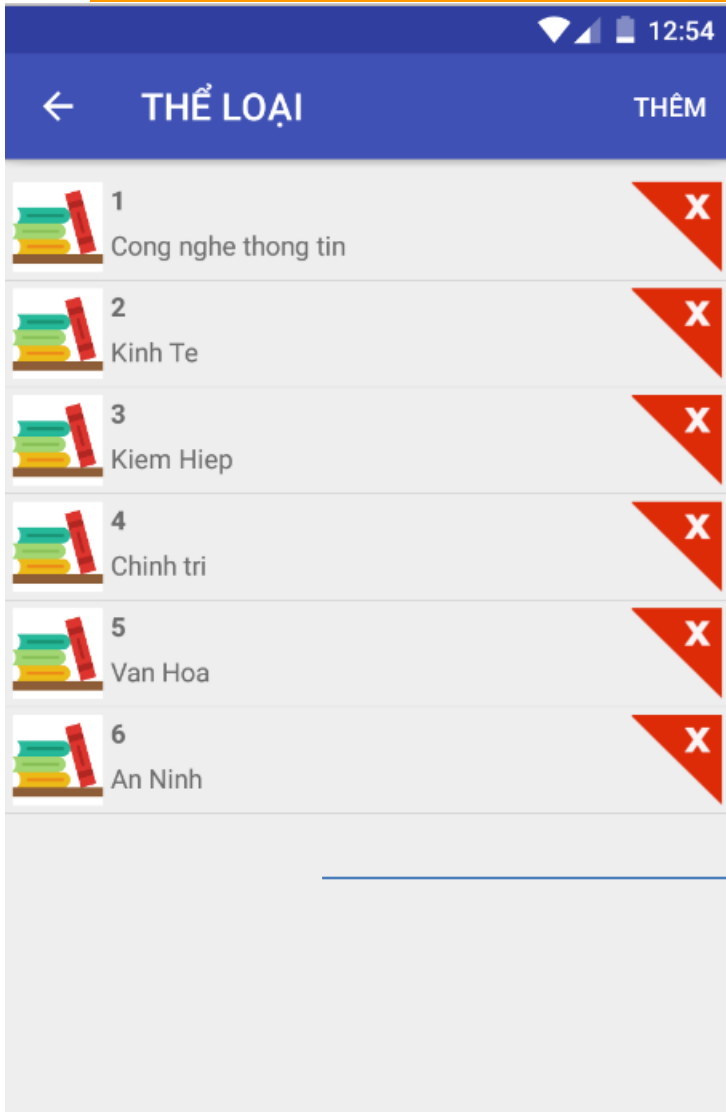 12:54
THỂ LOẠI THÊM
1
X
Cong nghe thong tin
2
X
Kinh Te
3
X
Kiem Hiep
4
X
Chinh tri
5
X
Van Hoa
6
X
An Ninh